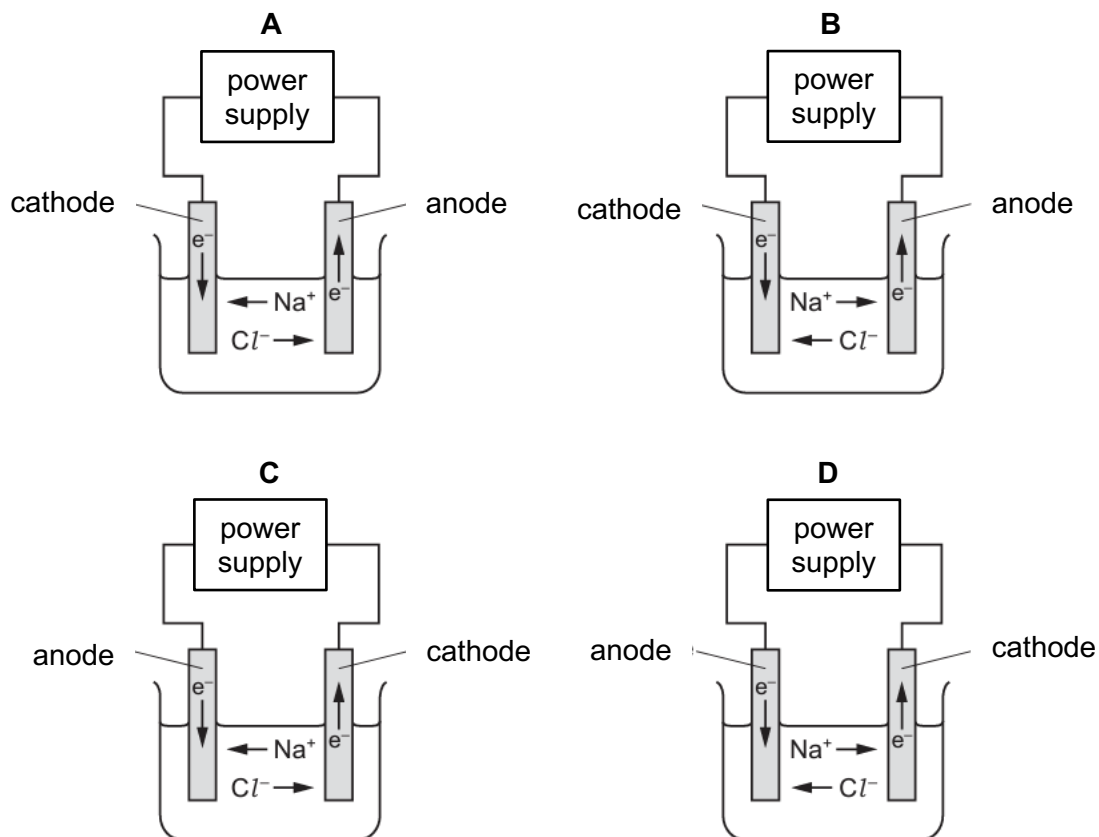 A
power
supply
cathode
anode
e⁻
e⁻
Na⁺
Cl⁻
B
power
supply
cathode
anode
e⁻
e⁻
Na⁺
Cl⁻
C
power
supply
anode
cathode
e⁻
e⁻
Na⁺
Cl⁻
D
power
supply
anode
cathode
e⁻
e⁻
Na⁺
Cl⁻